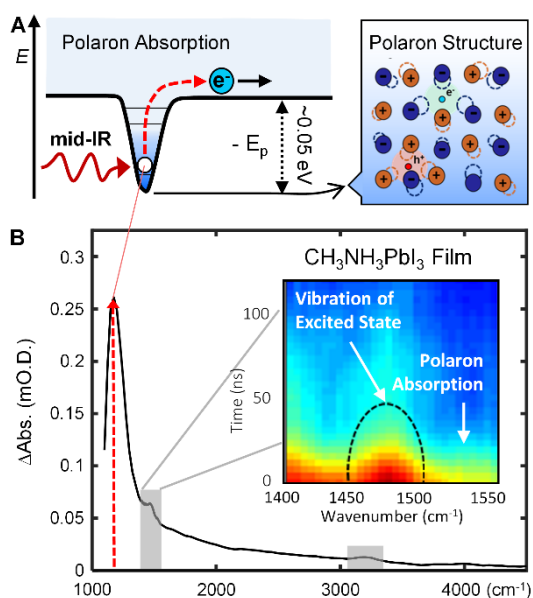 A
Polaron Absorption
E
e⁻
mid-IR
- Eₚ
~0.05 eV
Polaron Structure
e⁻
h⁺
B
CH₃NH₃PbI₃ Film
Vibration of
Excited State
Polaron
Absorption
Time (ns)
100
50
0
1400
1450
1500
1550
Wavenumber (cm⁻¹)
ΔAbs. (mO.D.)
0.3
0.25
0.2
0.15
0.1
0.05
0
1000
2000
3000
4000
(cm⁻¹)